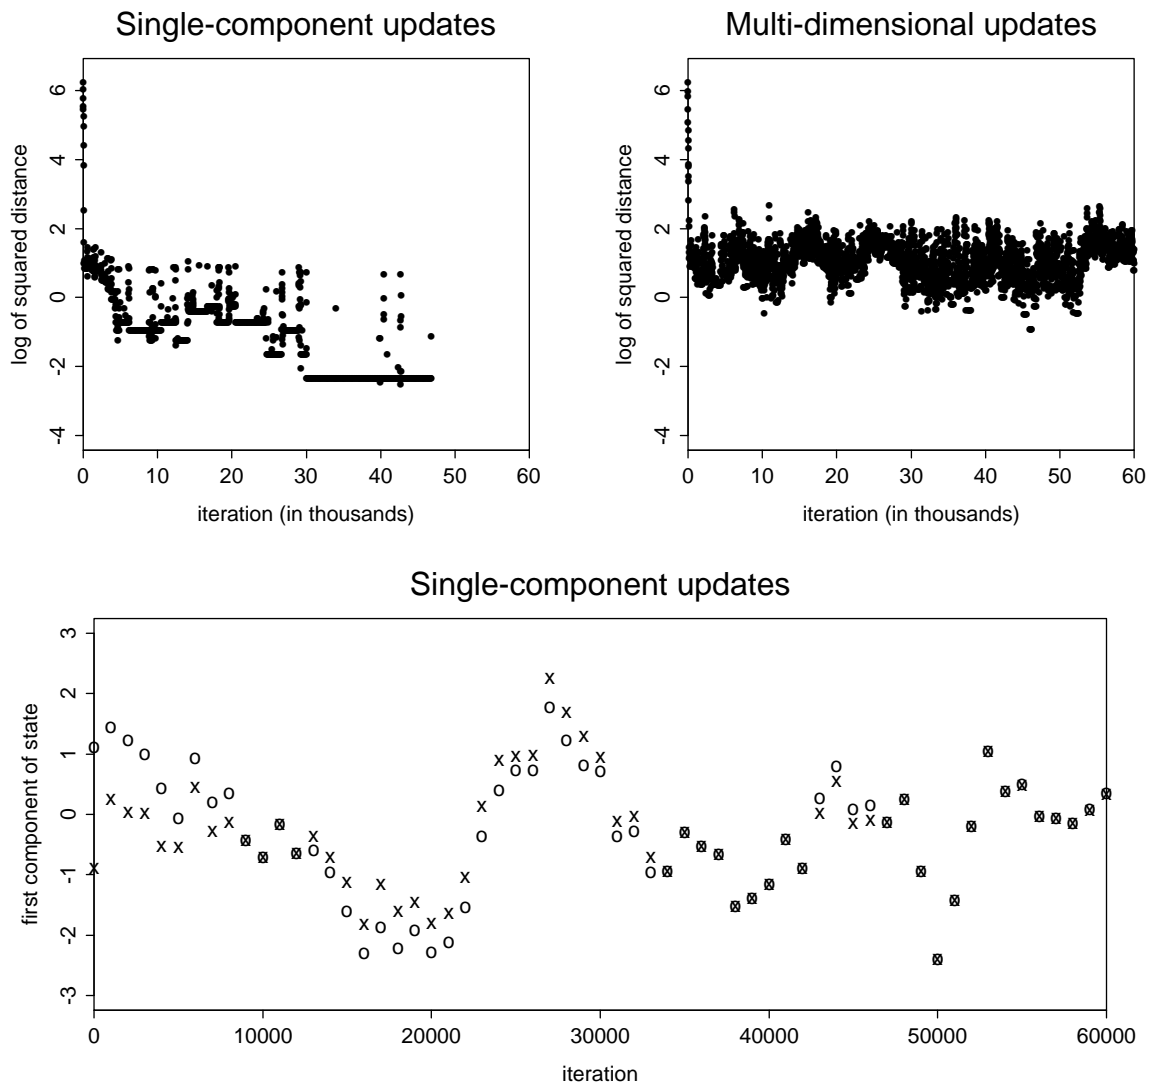 Single-component updates
Multi-dimensional updates
log of squared distance
6
4
2
0
-2
-4
0 10 20 30 40 50 60
iteration (in thousands)
log of squared distance
6
4
2
0
-2
-4
0 10 20 30 40 50 60
iteration (in thousands)
Single-component updates
first component of state
3
2
1
0
-1
-2
-3
0 10000 20000 30000 40000 50000 60000
iteration